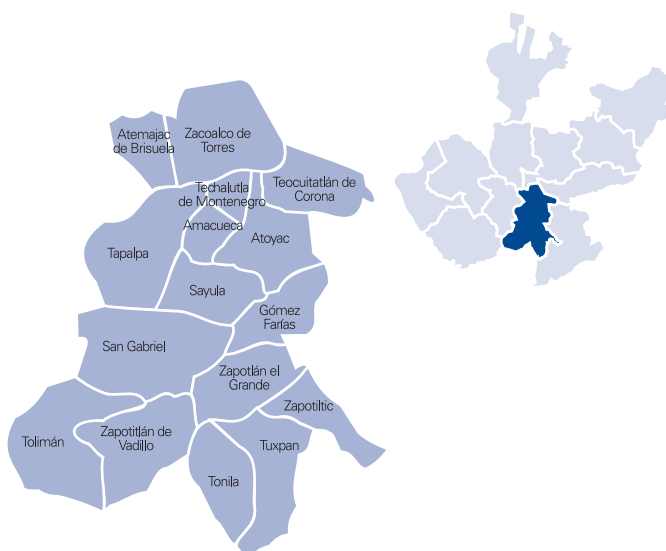 Atemajac
de Brisuela
Zacoalco de
Torres
Techalutla
de Montenegro
Teocuitatlán de
Corona
Amacueca
Atoyac
Tapalpa
Sayula
Gómez
Farías
San Gabriel
Zapotlán el
Grande
Zapotiltic
Tolimán
Zapotitlán de
Vadillo
Tuxpan
Tonila